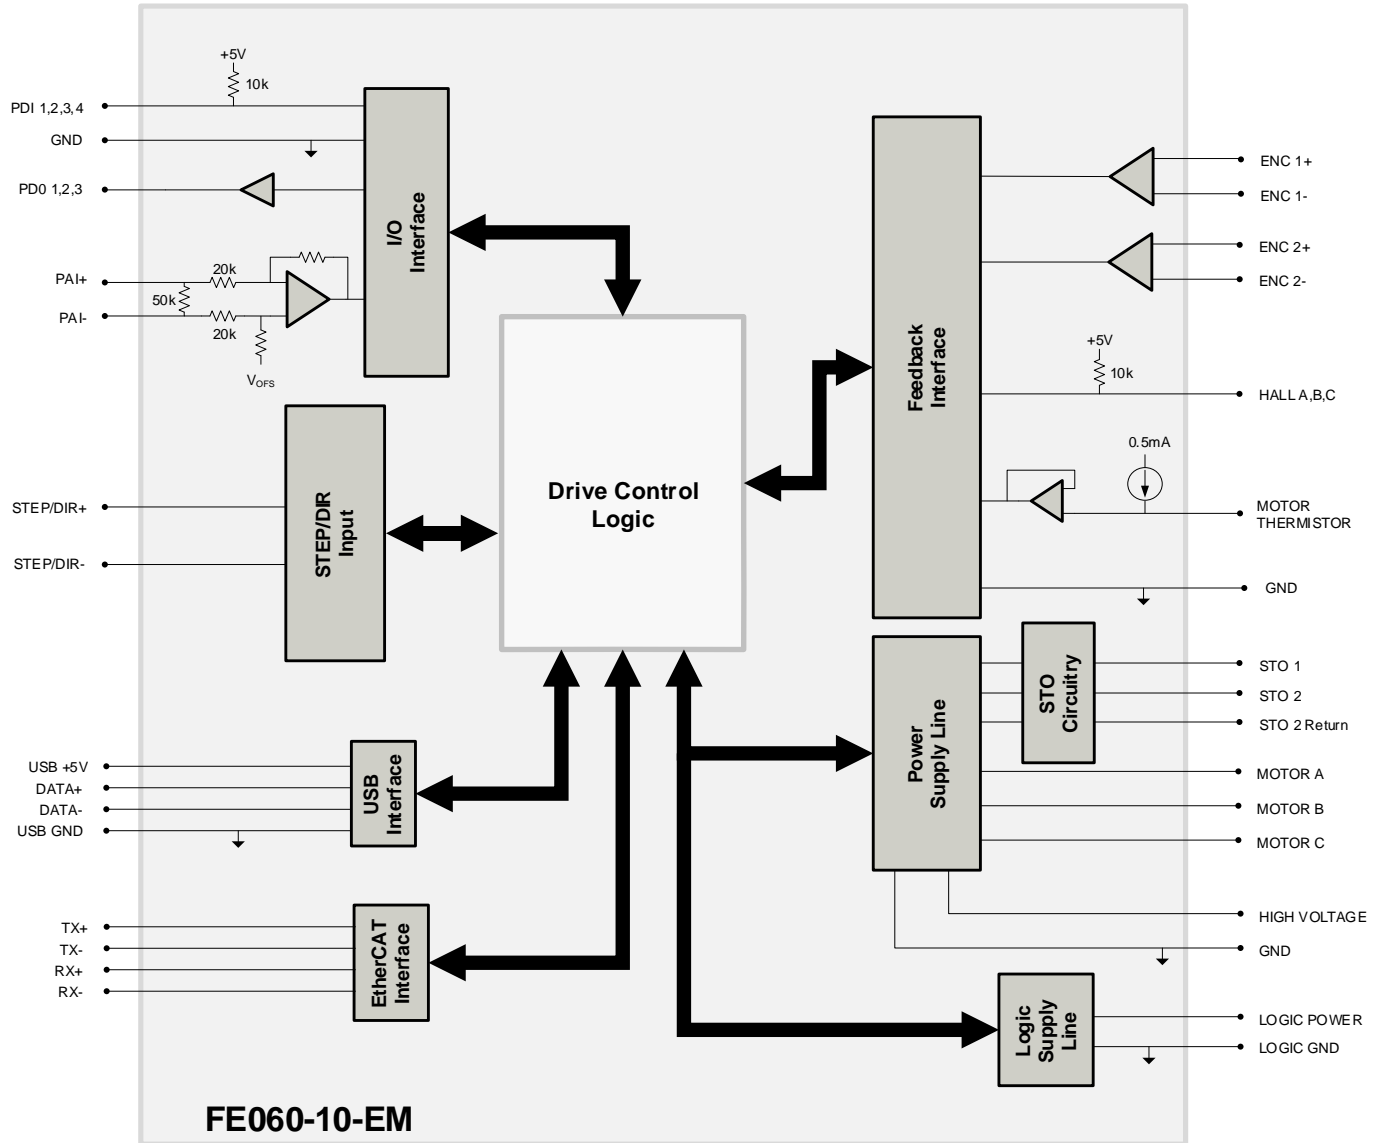 +5V
10k
PDI 1,2,3,4
GND
PD0 1,2,3
PAI+
20k
50k
PAI-
20k
VOFS
I/O
Interface
STEP/DIR+
STEP/DIR-
STEP/DIR
Input
Drive Control
Logic
Feedback
Interface
ENC 1+
ENC 1-
ENC 2+
ENC 2-
+5V
10k
HALL A,B,C
0.5mA
MOTOR
THERMISTOR
GND
Power
Supply Line
STO
Circuitry
STO 1
STO 2
STO 2 Return
MOTOR A
MOTOR B
MOTOR C
HIGH VOLTAGE
GND
USB +5V
DATA+
DATA-
USB GND
USB
Interface
TX+
TX-
RX+
RX-
EtherCAT
Interface
Logic
Supply
Line
LOGIC POWER
LOGIC GND
FE060-10-EM